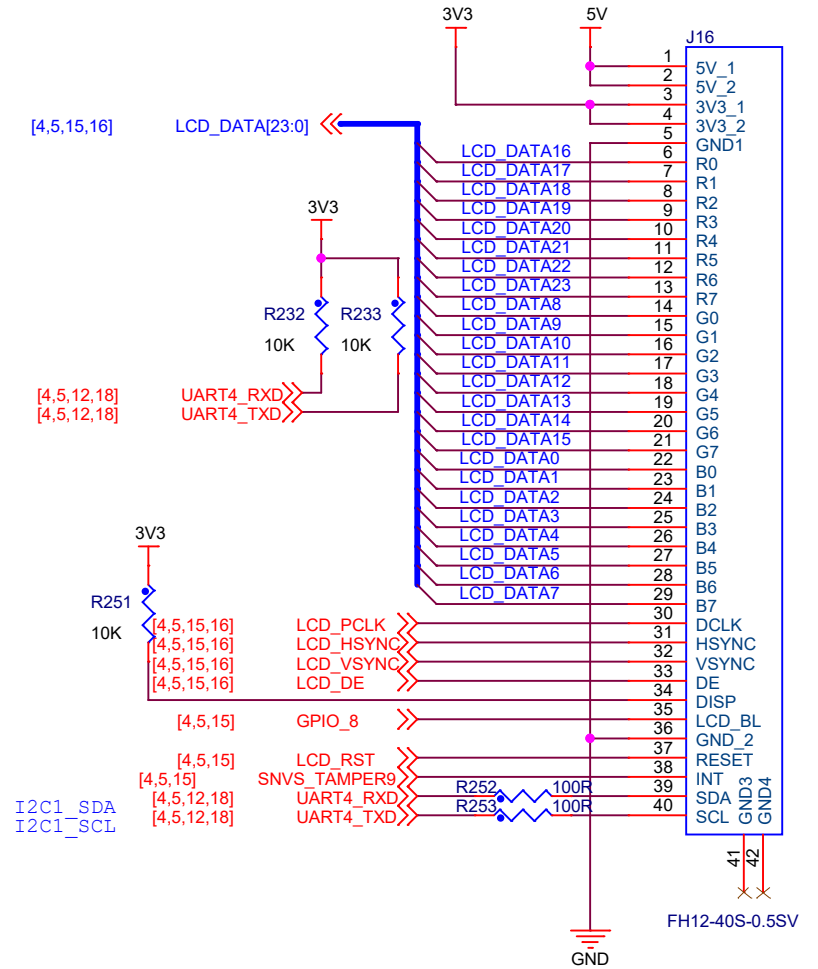 3V3 5V
J16
1 5V_1
2 5V_2
3 3V3_1
4 3V3_2
5 GND1
[4,5,15,16] LCD_DATA[23:0]
LCD_DATA16 6 R0
LCD_DATA17 7 R1
LCD_DATA18 8 R2
LCD_DATA19 9 R3
LCD_DATA20 10 R4
LCD_DATA21 11 R5
LCD_DATA22 12 R6
LCD_DATA23 13 R7
LCD_DATA8 14 G0
LCD_DATA9 15 G1
LCD_DATA10 16 G2
LCD_DATA11 17 G3
LCD_DATA12 18 G4
LCD_DATA13 19 G5
LCD_DATA14 20 G6
LCD_DATA15 21 G7
LCD_DATA0 22 B0
LCD_DATA1 23 B1
LCD_DATA2 24 B2
LCD_DATA3 25 B3
LCD_DATA4 26 B4
LCD_DATA5 27 B5
LCD_DATA6 28 B6
LCD_DATA7 29 B7
3V3
R232 R233
10K 10K
[4,5,12,18] UART4_RXD
[4,5,12,18] UART4_TXD
3V3
R251
10K
[4,5,15,16] LCD_PCLK 30 DCLK
[4,5,15,16] LCD_HSYNC 31 HSYNC
[4,5,15,16] LCD_VSYNC 32 VSYNC
[4,5,15,16] LCD_DE 33 DE
34 DISP
[4,5,15] GPIO_8 35 LCD_BL
36 GND_2
[4,5,15] LCD_RST 37 RESET
[4,5,15] SNVS_TAMPER9 38 INT
I2C1_SDA [4,5,12,18] UART4_RXD R252 100R 39 SDA
I2C1_SCL [4,5,12,18] UART4_TXD R253 100R 40 SCL
GND3 GND4
41 42
FH12-40S-0.5SV
GND